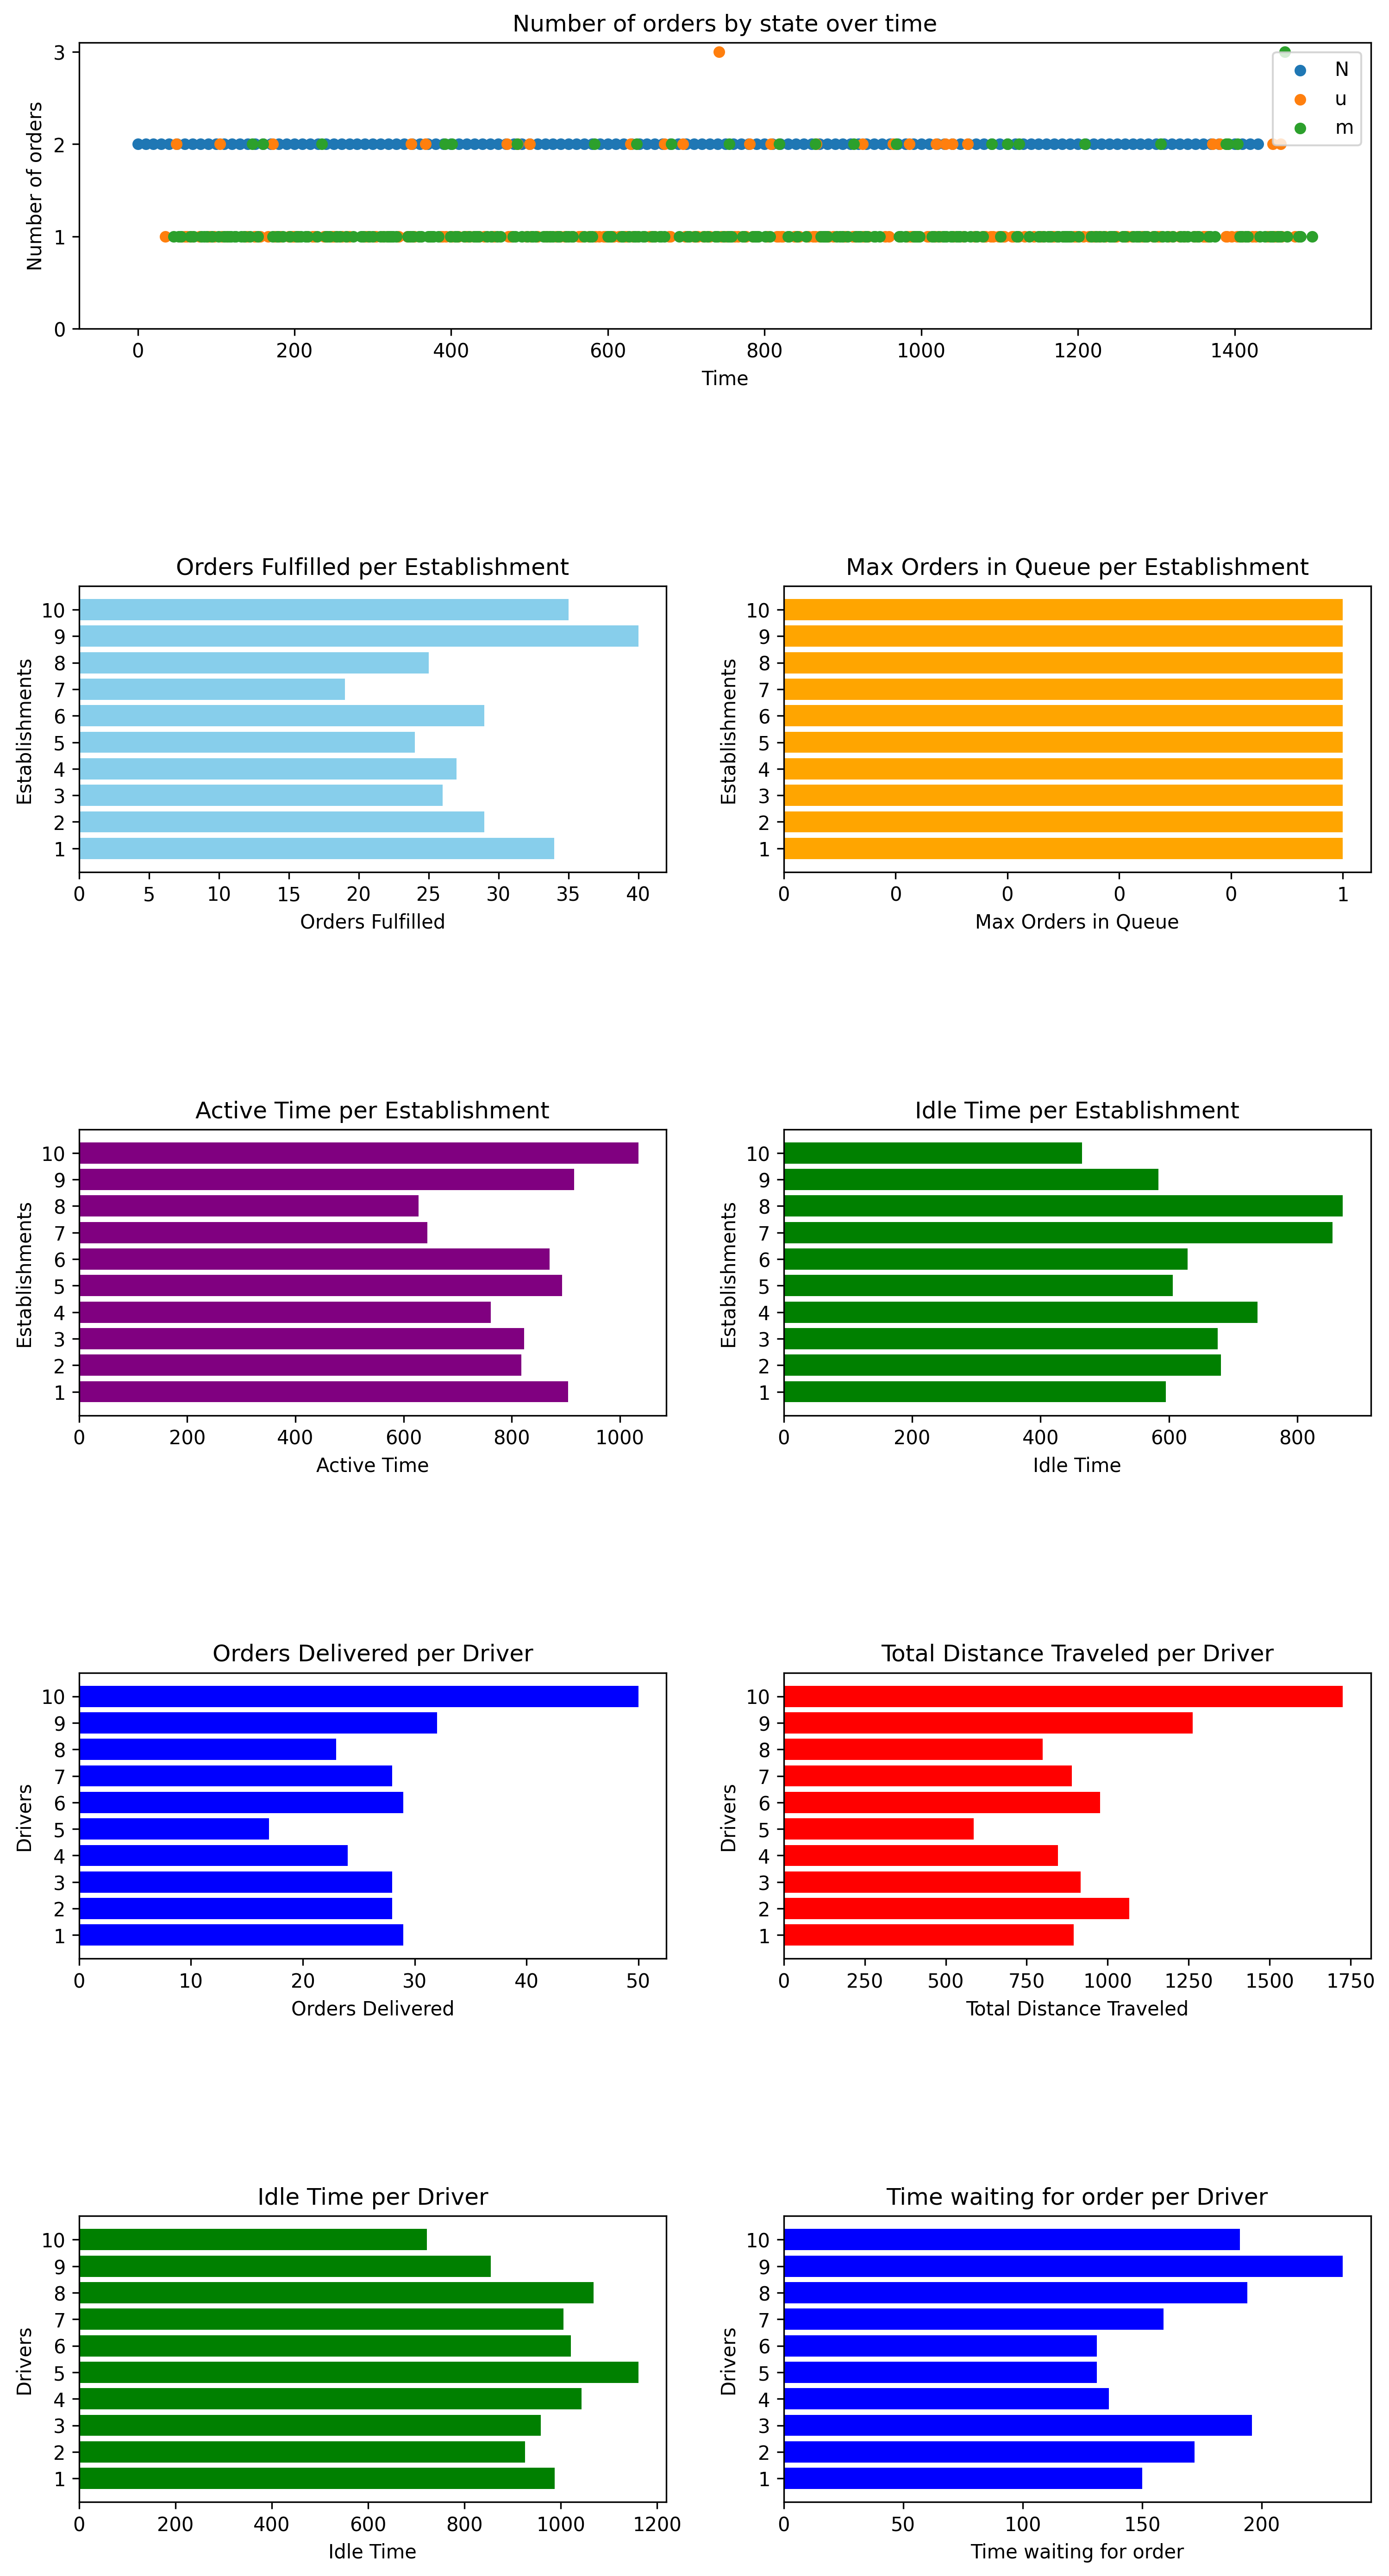 Number of orders by state over time
Number of orders
3
2
1
0
N
u
m
0 200 400 600 800 1000 1200 1400
Time
Orders Fulfilled per Establishment
Establishments
10
9
8
7
6
5
4
3
2
1
0 5 10 15 20 25 30 35 40
Orders Fulfilled
Max Orders in Queue per Establishment
Establishments
10
9
8
7
6
5
4
3
2
1
0 0 0 0 0 1
Max Orders in Queue
Active Time per Establishment
Establishments
10
9
8
7
6
5
4
3
2
1
0 200 400 600 800 1000
Active Time
Idle Time per Establishment
Establishments
10
9
8
7
6
5
4
3
2
1
0 200 400 600 800
Idle Time
Orders Delivered per Driver
Drivers
10
9
8
7
6
5
4
3
2
1
0 10 20 30 40 50
Orders Delivered
Total Distance Traveled per Driver
Drivers
10
9
8
7
6
5
4
3
2
1
0 250 500 750 1000 1250 1500 1750
Total Distance Traveled
Idle Time per Driver
Drivers
10
9
8
7
6
5
4
3
2
1
0 200 400 600 800 1000 1200
Idle Time
Time waiting for order per Driver
Drivers
10
9
8
7
6
5
4
3
2
1
0 50 100 150 200
Time waiting for order